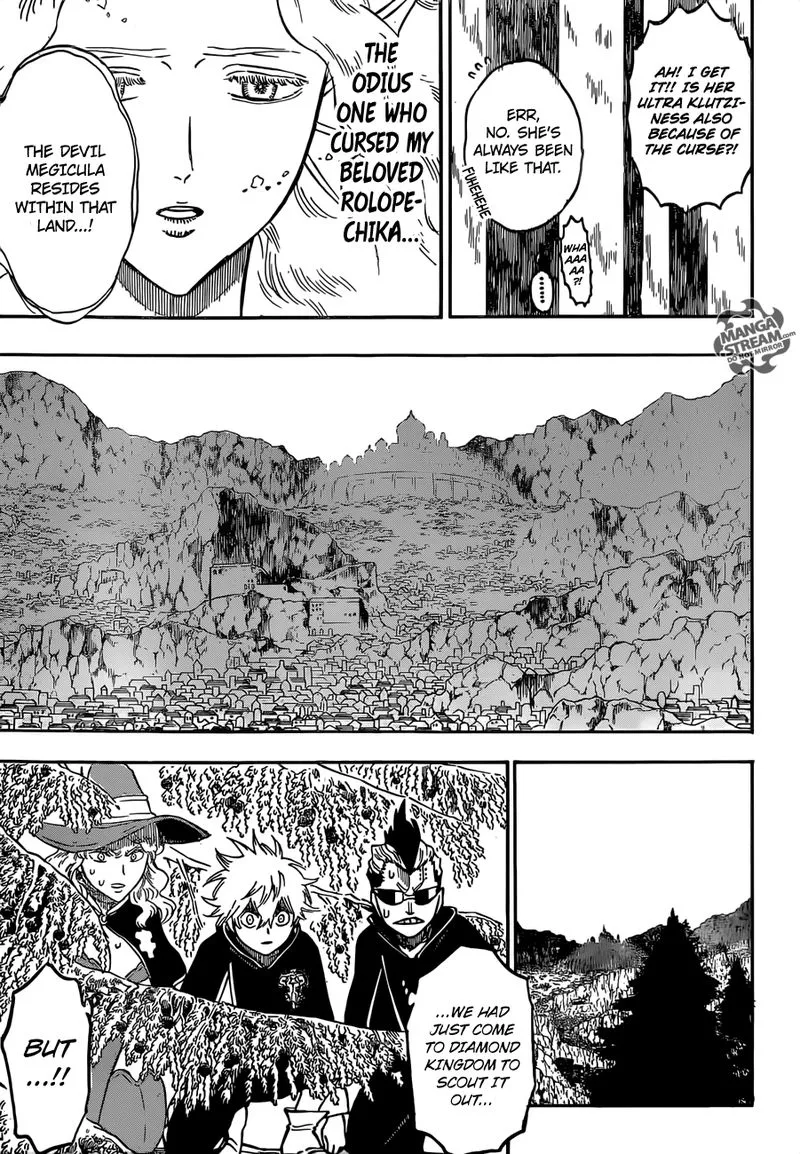 AH! I GET
IT!! IS HER
ULTRA KLUTZI-
NESS ALSO
BECAUSE OF
THE CURSE?!
ERR,
NO. SHE'S
ALWAYS BEEN
LIKE THAT.
FUHEHEHE
WHA
AAAA
AA?!
......
THE
ODIUS
ONE WHO
CURSED MY
BELOVED
ROLOPE-
CHIKA...
THE DEVIL
MEGICULA
RESIDES
WITHIN THAT
LAND...!
MANGA
STREAM.com
DO NOT MIRROR
...WE HAD
JUST COME
TO DIAMOND
KINGDOM TO
SCOUT IT
OUT...
BUT
...!!